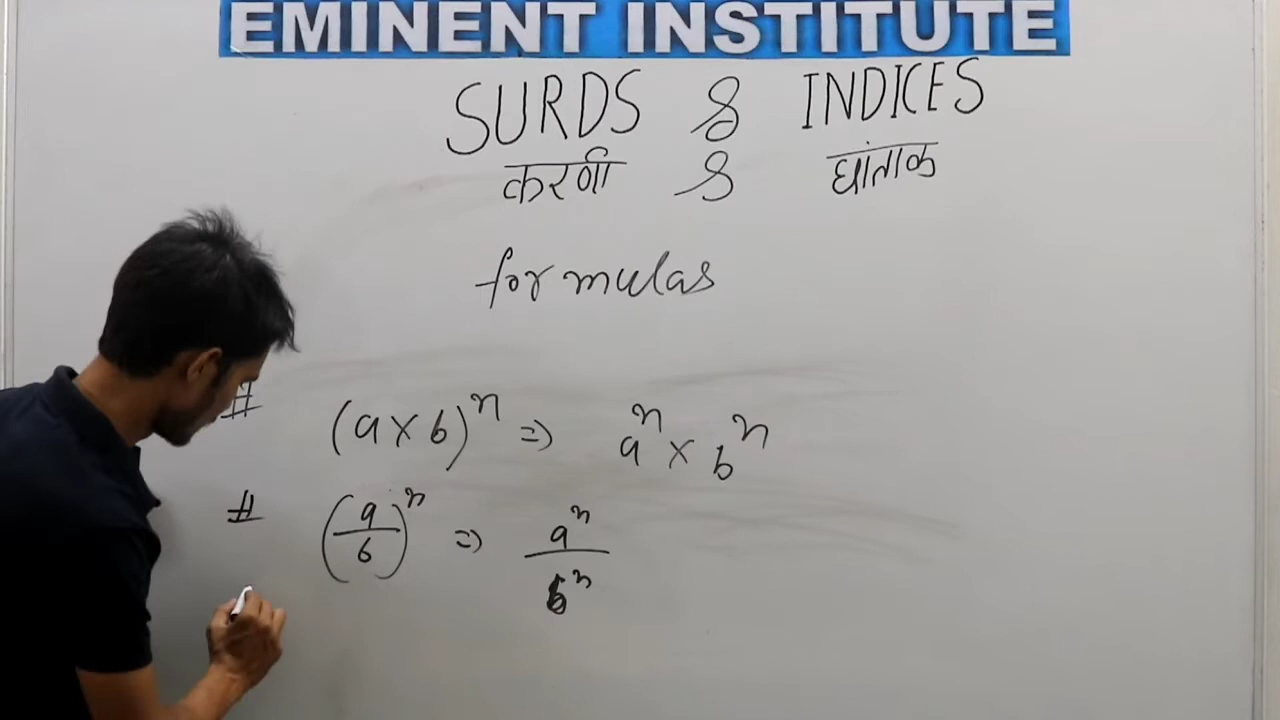 EMINENT INSTITUTE
SURDS & INDICES
करणी & घांताक
formulas
# (a×b)ⁿ => aⁿ × bⁿ
# (a/b)ⁿ => aⁿ/bⁿ